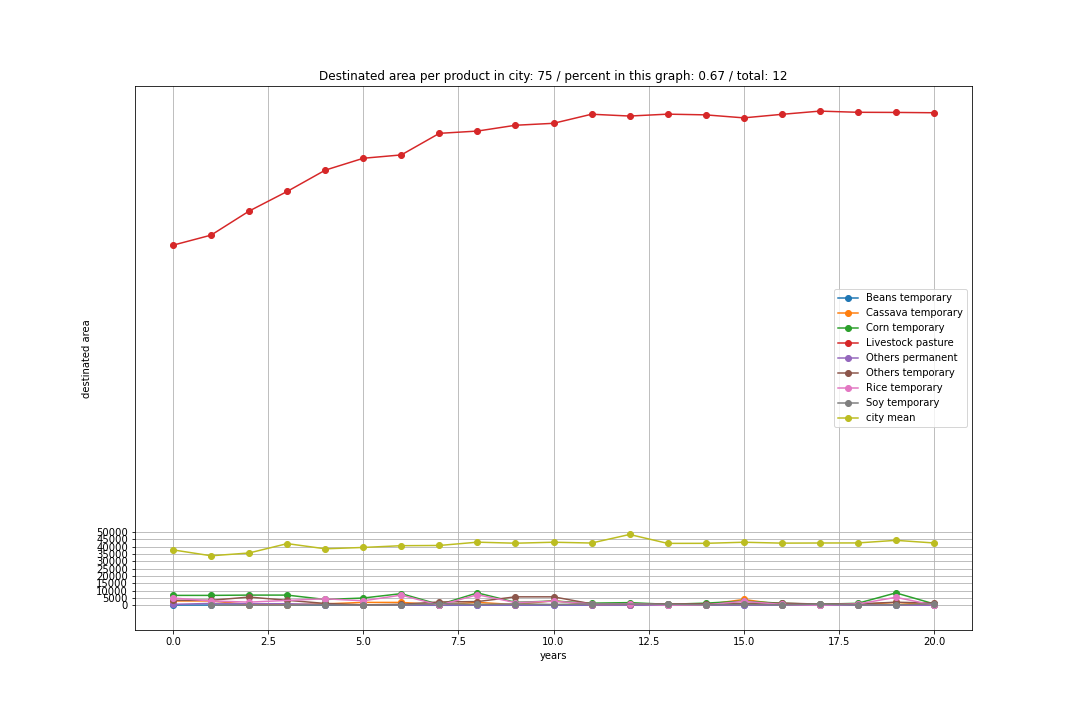 Destinated area per product in city: 75 / percent in this graph: 0.67 / total: 12
destinated area
50000
45000
40000
35000
30000
25000
20000
15000
10000
5000
0
Beans temporary
Cassava temporary
Corn temporary
Livestock pasture
Others permanent
Others temporary
Rice temporary
Soy temporary
city mean
0.0 2.5 5.0 7.5 10.0 12.5 15.0 17.5 20.0
years